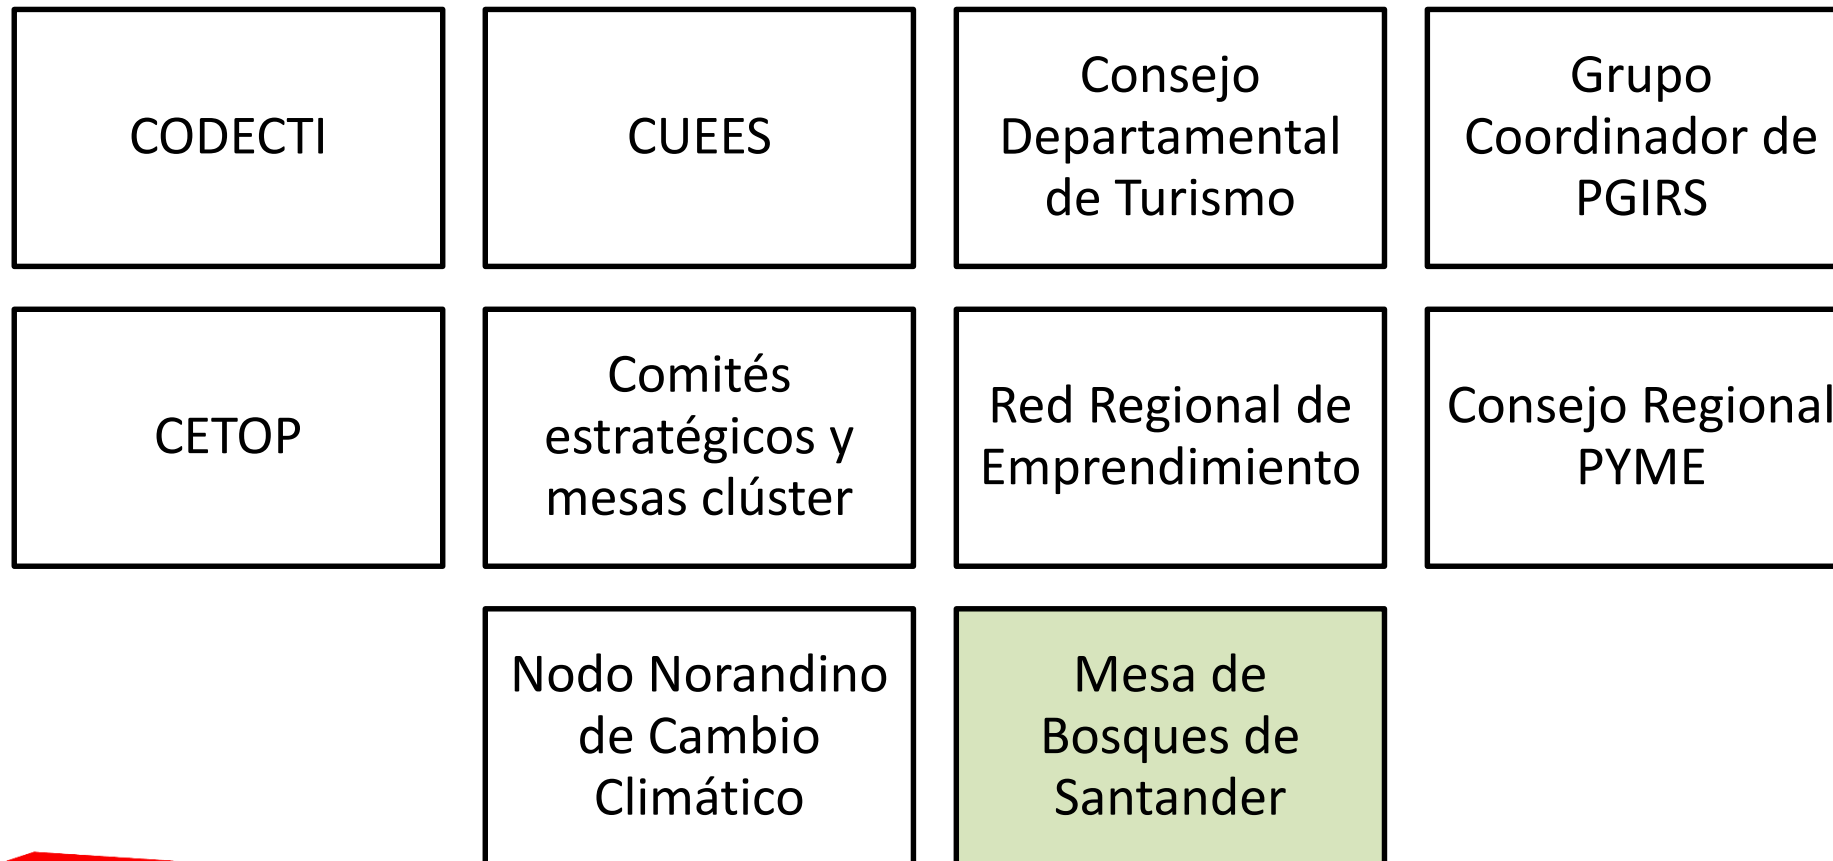 CODECTI
CUEES
Consejo
Departamental
de Turismo
Grupo
Coordinador de
PGIRS
CETOP
Comités
estratégicos y
mesas clúster
Red Regional de
Emprendimiento
Consejo Regional
PYME
Nodo Norandino
de Cambio
Climático
Mesa de
Bosques de
Santander